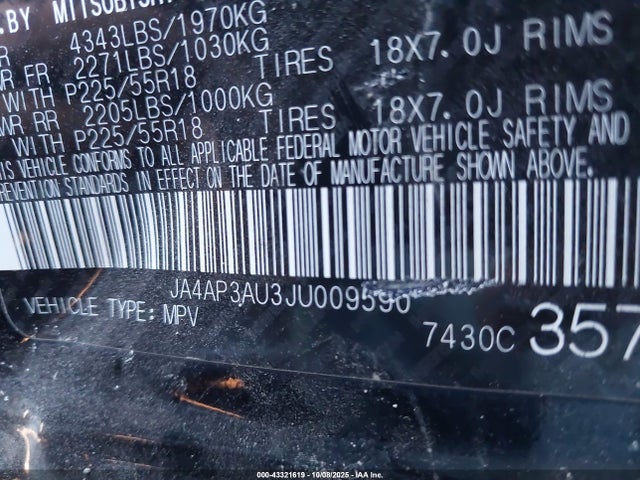 .BY MITSUBISHI
R 4343LBS/1970KG
WR FR 2271LBS/1030KG
WITH P225/55R18 TIRES 18X7.0J RIMS
WR RR 2205LBS/1000KG
WITH P225/55R18 TIRES 18X7.0J RIMS
THIS VEHICLE CONFORMS TO ALL APPLICABLE FEDERAL MOTOR VEHICLE SAFETY AND
PREVENTION STANDARDS IN EFFECT ON THE DATE OF MANUFACTURE SHOWN ABOVE.
JA4AP3AU3JU009590
VEHICLE TYPE: MPV
7430C 357
000-43321619 - 10/08/2025 - IAA Inc.